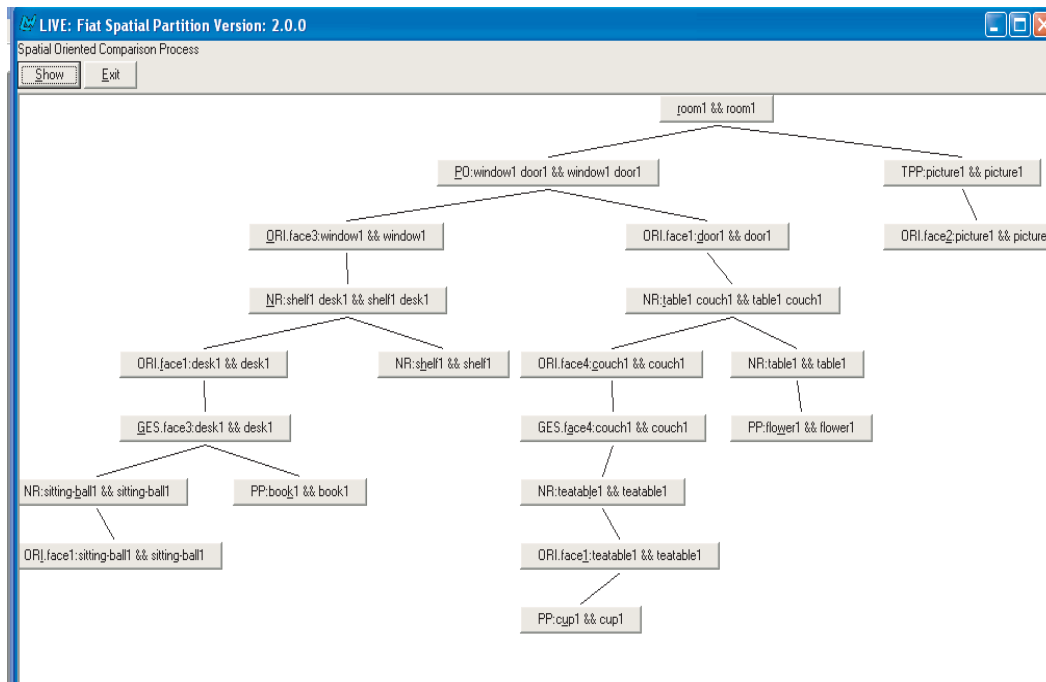 LIVE: Fiat Spatial Partition Version: 2.0.0
Spatial Oriented Comparison Process
Show Exit
room1 && room1
PO:window1 door1 && window1 door1 TPP:picture1 && picture1
ORI.face3:window1 && window1 ORI.face1:door1 && door1 ORI.face2:picture1 && picture
NR:shelf1 desk1 && shelf1 desk1 NR:table1 couch1 && table1 couch1
ORI.face1:desk1 && desk1 NR:shelf1 && shelf1 ORI.face4:couch1 && couch1 NR:table1 && table1
GES.face3:desk1 && desk1 GES.face4:couch1 && couch1 PP:flower1 && flower1
NR:sitting-ball1 && sitting-ball1 PP:book1 && book1 NR:teatable1 && teatable1
ORI.face1:sitting-ball1 && sitting-ball1 ORI.face1:teatable1 && teatable1
PP:cup1 && cup1